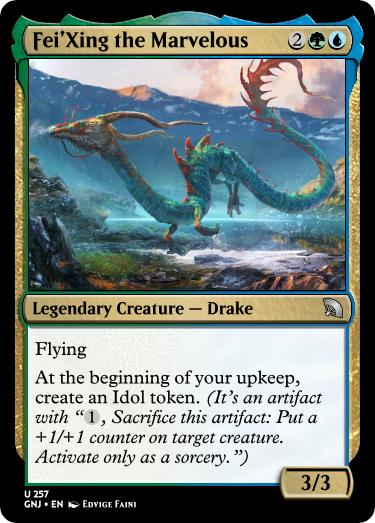 Fei'Xing the Marvelous 2
Legendary Creature — Drake
Flying
At the beginning of your upkeep,
create an Idol token. (It's an artifact
with “1, Sacrifice this artifact: Put a
+1/+1 counter on target creature.
Activate only as a sorcery.”)
3/3
U 257
GNJ • EN Edvige Faini